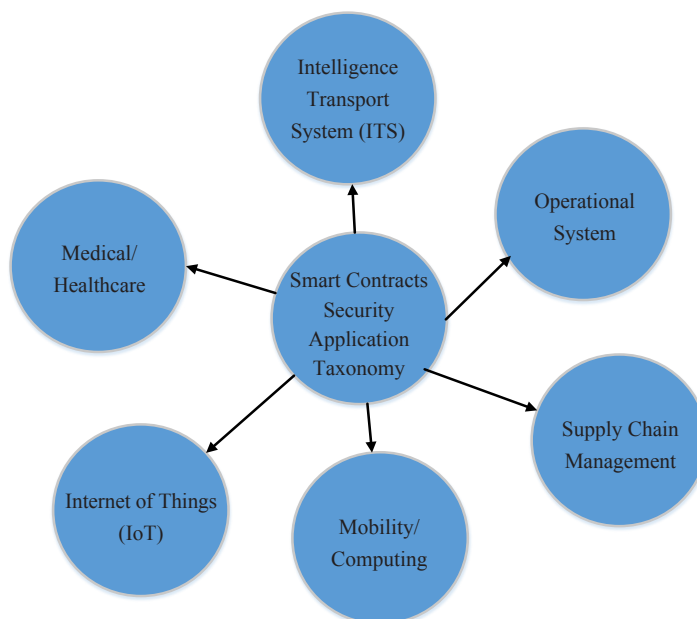 Intelligence
Transport
System (ITS)
Operational
System
Medical/
Healthcare
Smart Contracts
Security
Application
Taxonomy
Supply Chain
Management
Internet of Things
(IoT)
Mobility/
Computing